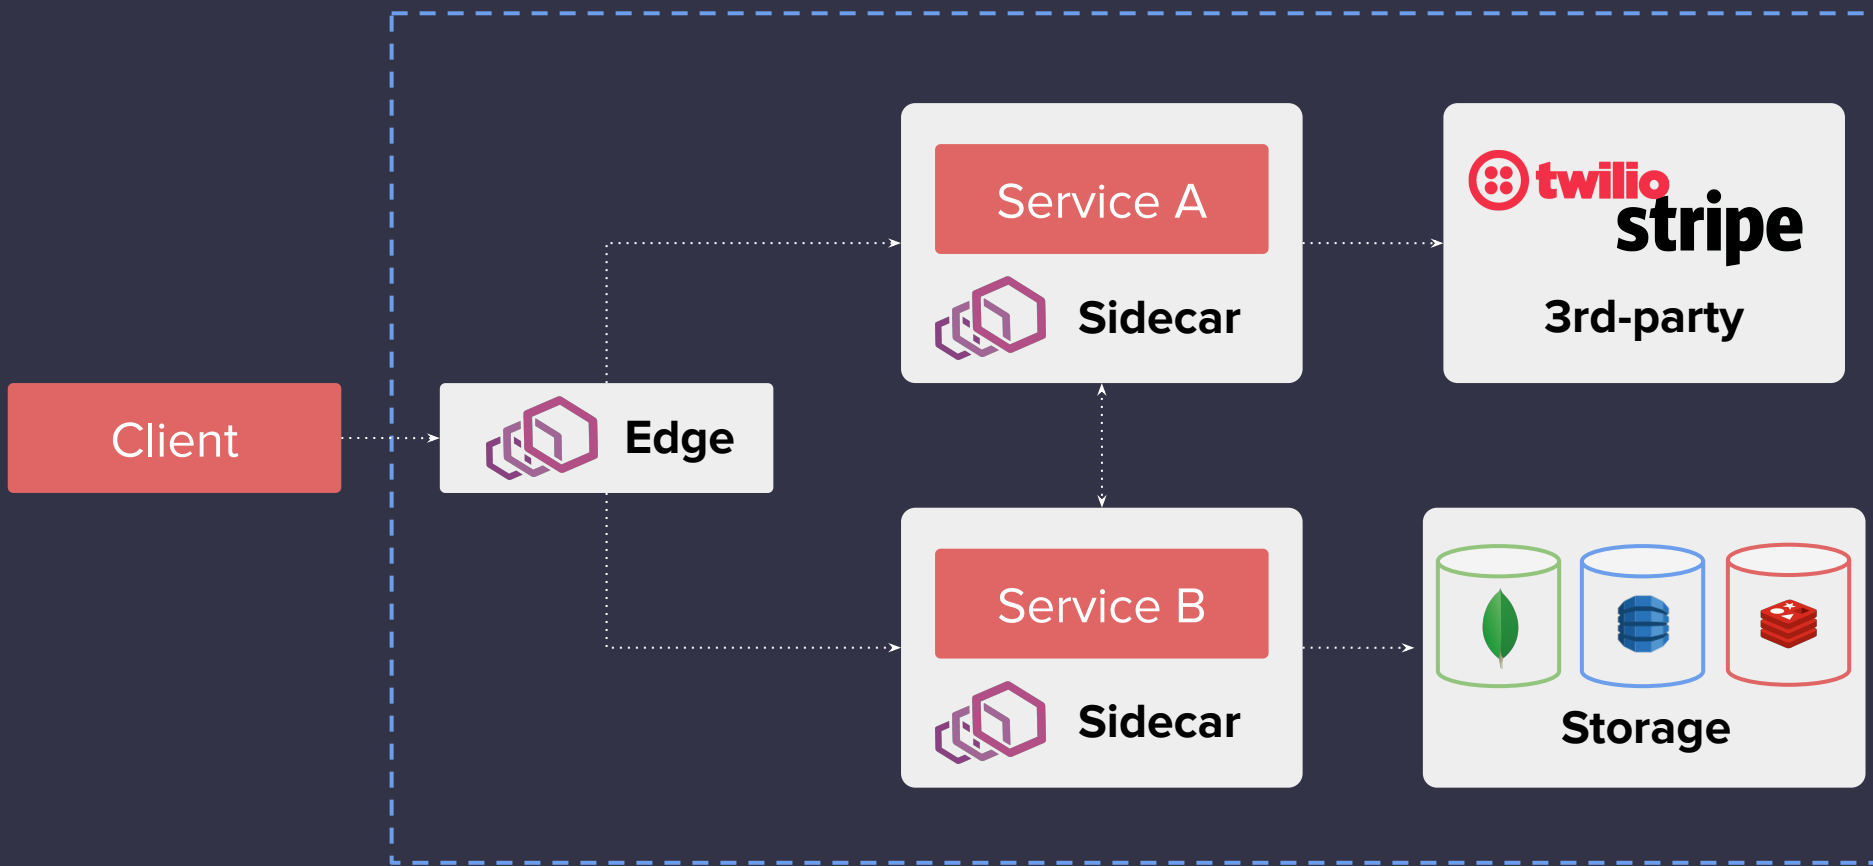 Client
Edge
Service A
Sidecar
twilio
stripe
3rd-party
Service B
Sidecar
Storage